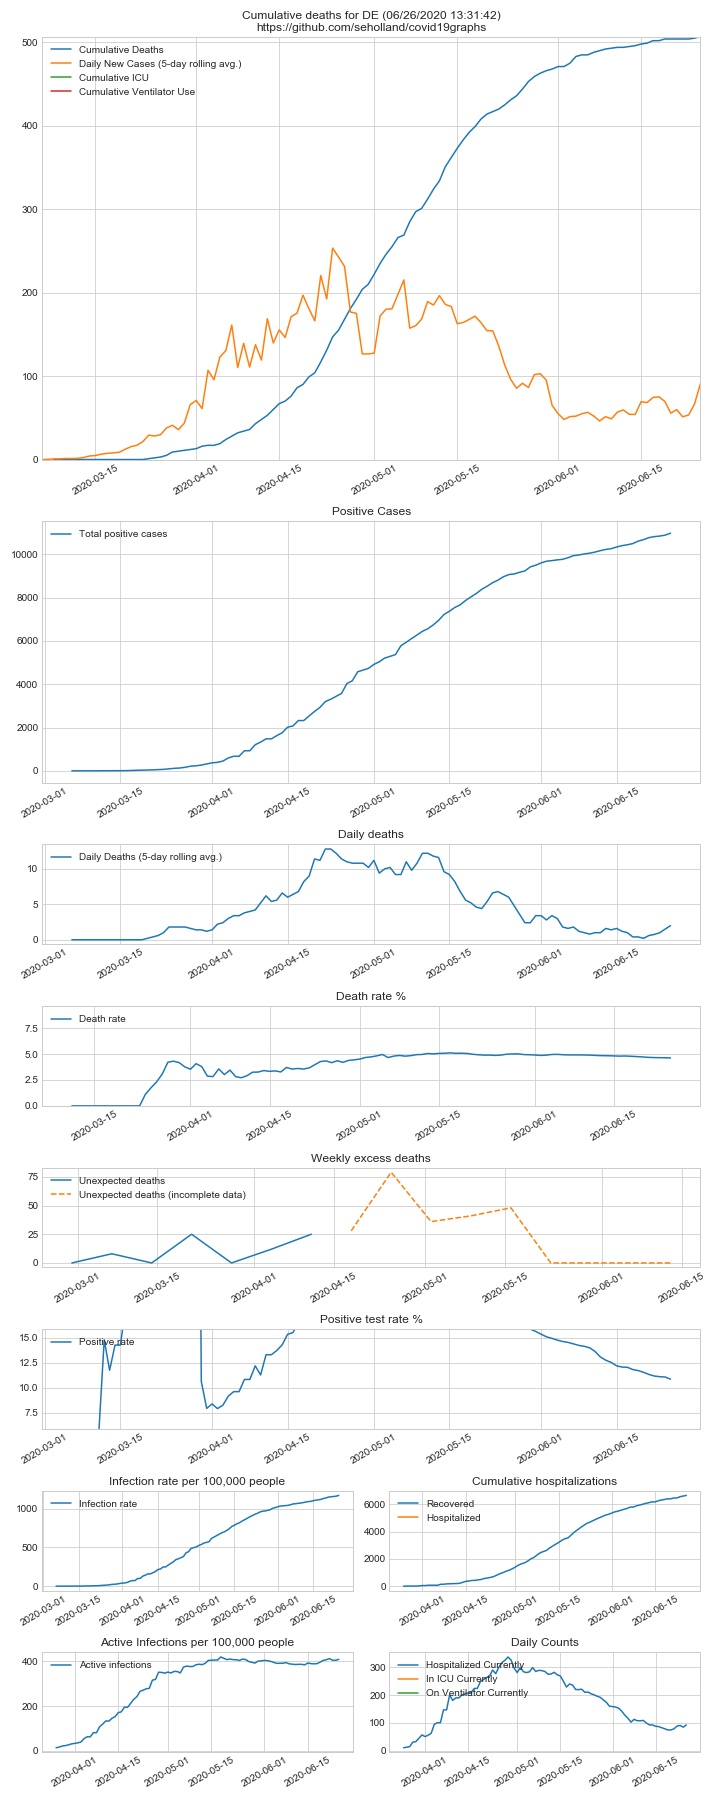 Cumulative deaths for DE (06/26/2020 13:31:42)
https://github.com/seholland/covid19graphs
500
Cumulative Deaths
Daily New Cases (5-day rolling avg.)
Cumulative ICU
Cumulative Ventilator Use
400
300
200
100
0
2020-03-15 2020-04-01 2020-04-15 2020-05-01 2020-05-15 2020-06-01 2020-06-15
Positive Cases
Total positive cases
10000
8000
6000
4000
2000
0
2020-03-01 2020-03-15 2020-04-01 2020-04-15 2020-05-01 2020-05-15 2020-06-01 2020-06-15
Daily deaths
Daily Deaths (5-day rolling avg.)
10
5
0
2020-03-01 2020-03-15 2020-04-01 2020-04-15 2020-05-01 2020-05-15 2020-06-01 2020-06-15
Death rate %
Death rate
7.5
5.0
2.5
0.0
2020-03-15 2020-04-01 2020-04-15 2020-05-01 2020-05-15 2020-06-01 2020-06-15
Weekly excess deaths
75
Unexpected deaths
Unexpected deaths (incomplete data)
50
25
0
2020-03-01 2020-03-15 2020-04-01 2020-04-15 2020-05-01 2020-05-15 2020-06-01 2020-06-15
Positive test rate %
15.0
Positive rate
12.5
10.0
7.5
2020-03-01 2020-03-15 2020-04-01 2020-04-15 2020-05-01 2020-05-15 2020-06-01 2020-06-15
Infection rate per 100,000 people
Infection rate
1000
500
0
2020-03-01 2020-03-15 2020-04-01 2020-04-15 2020-05-01 2020-05-15 2020-06-01 2020-06-15
Cumulative hospitalizations
Recovered
Hospitalized
6000
4000
2000
0
2020-04-01 2020-04-15 2020-05-01 2020-05-15 2020-06-01 2020-06-15
Active Infections per 100,000 people
400
Active infections
200
0
2020-04-01 2020-04-15 2020-05-01 2020-05-15 2020-06-01 2020-06-15
Daily Counts
300
Hospitalized Currently
In ICU Currently
On Ventilator Currently
200
100
0
2020-04-01 2020-04-15 2020-05-01 2020-05-15 2020-06-01 2020-06-15